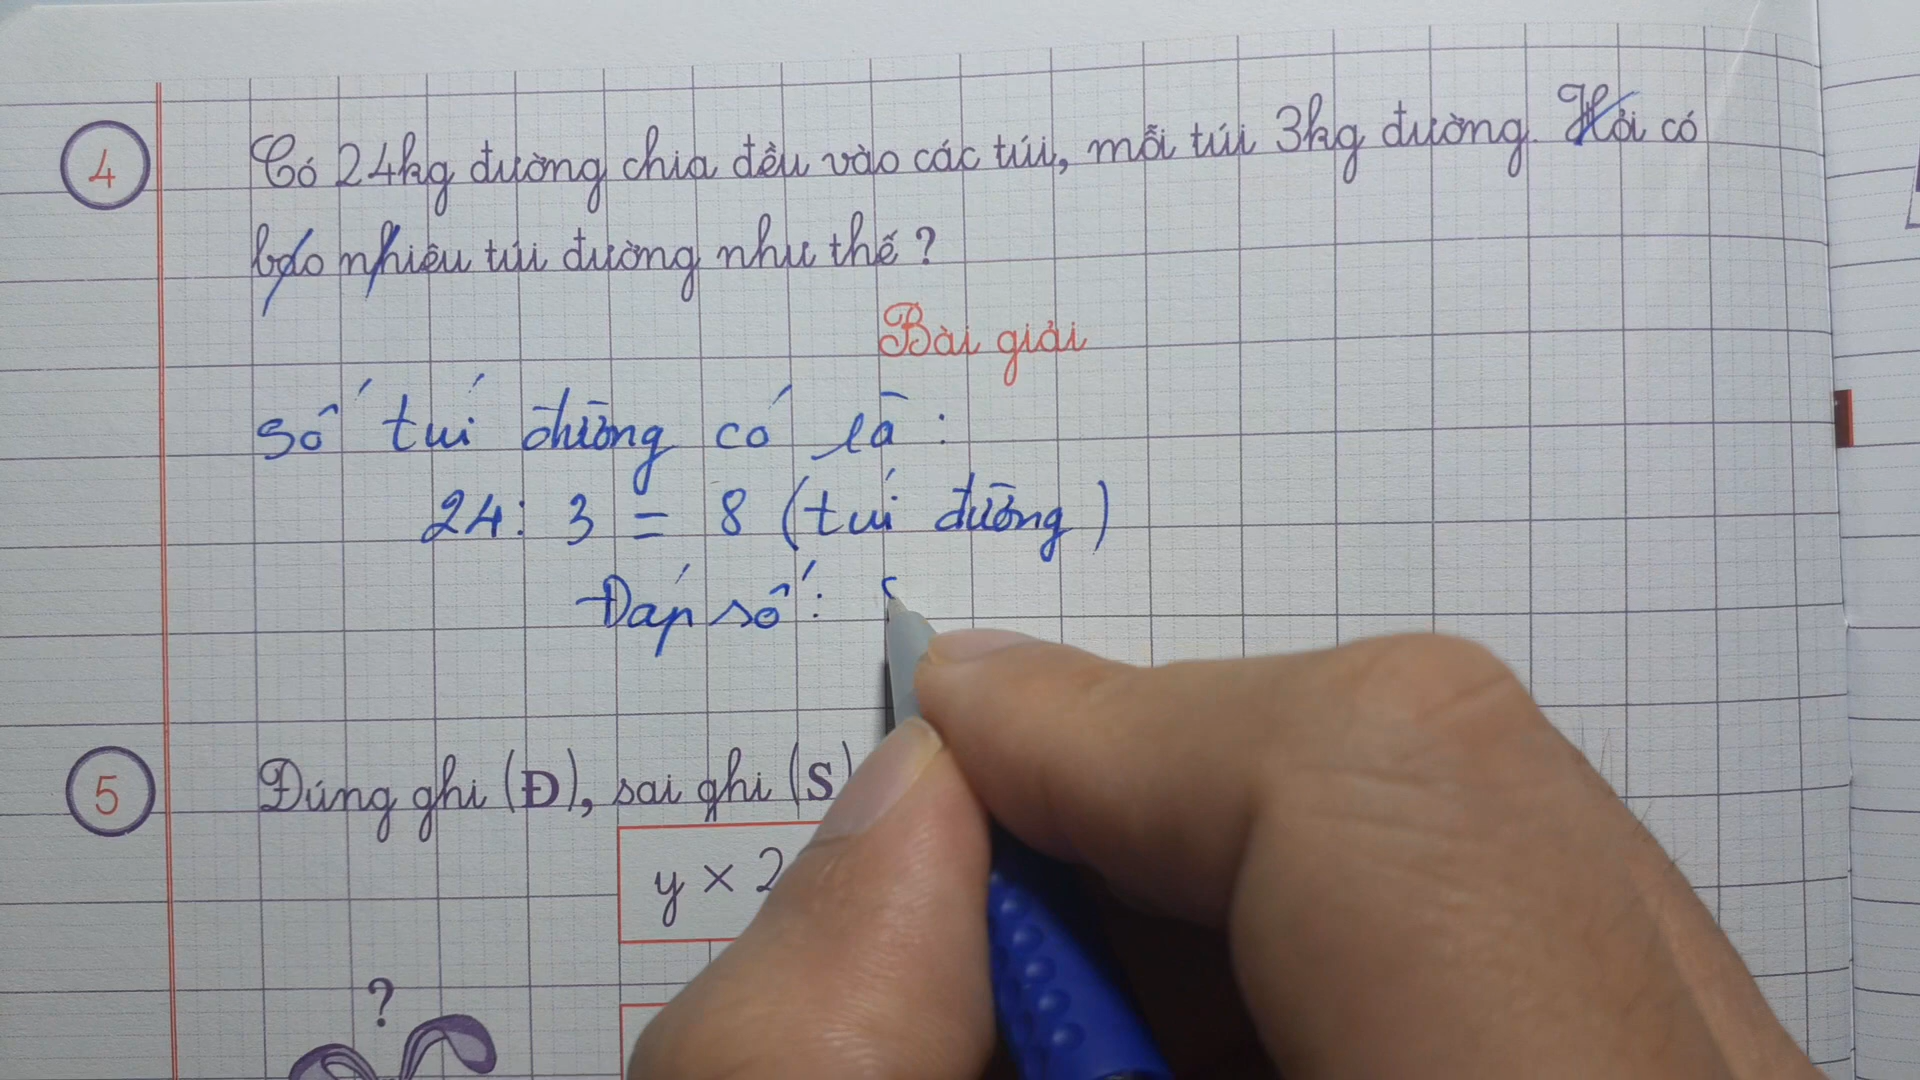 4
Có 24kg đường chia đều vào các túi, mỗi túi 3kg đường. Hỏi có
bao nhiêu túi đường như thế?
Bài giải
số túi đường có là:
24: 3 = 8 (túi đường)
Đáp số:
5
Đúng ghi (Đ), sai ghi (S)
y × 2
?